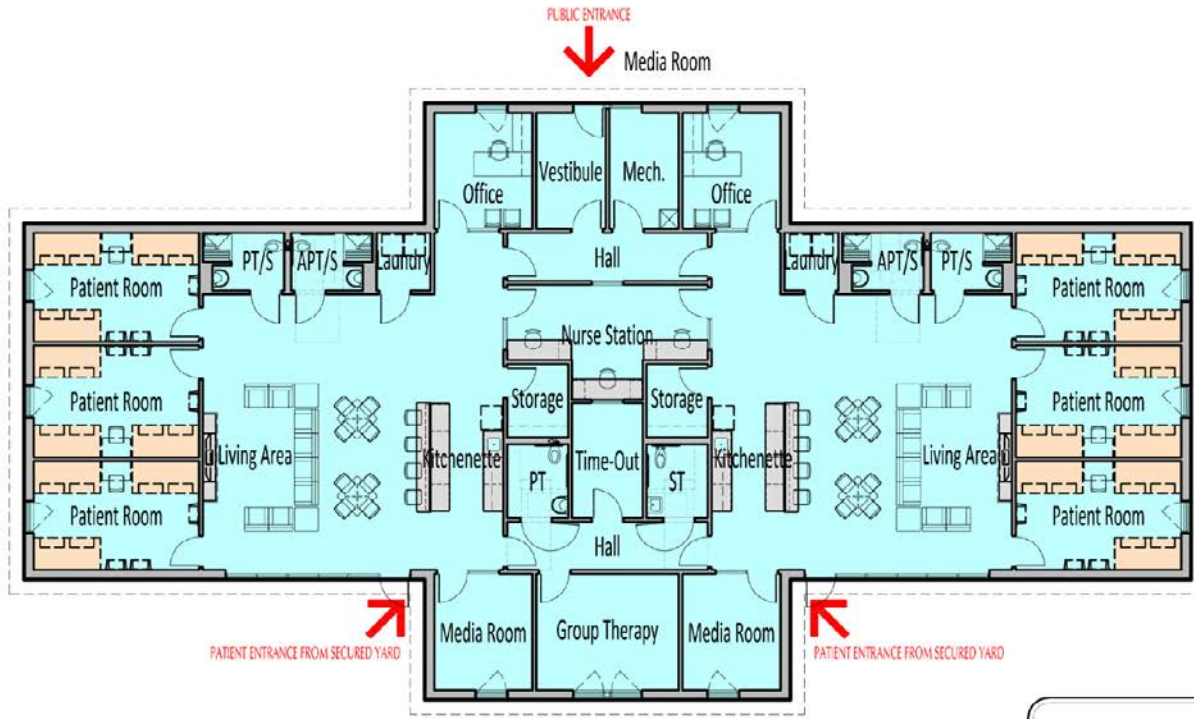 PUBLIC ENTRANCE
Media Room
Office
Vestibule
Mech.
Office
PT/S
APT/S
Laundry
Hall
Laundry
APT/S
PT/S
Patient Room
Patient Room
Nurse Station
Patient Room
Storage
Storage
Patient Room
Living Area
Kitchenette
Time-Out
Kitchenette
Living Area
PT
ST
Patient Room
Patient Room
Hall
Media Room
Group Therapy
Media Room
PATIENT ENTRANCE FROM SECURED YARD
PATIENT ENTRANCE FROM SECURED YARD